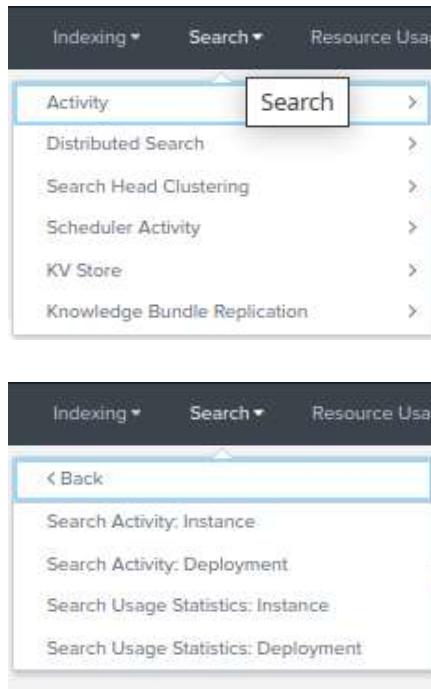 Indexing Search Resource Usa
Activity Search
Distributed Search
Search Head Clustering
Scheduler Activity
KV Store
Knowledge Bundle Replication
Indexing Search Resource Usa
< Back
Search Activity: Instance
Search Activity: Deployment
Search Usage Statistics: Instance
Search Usage Statistics: Deployment